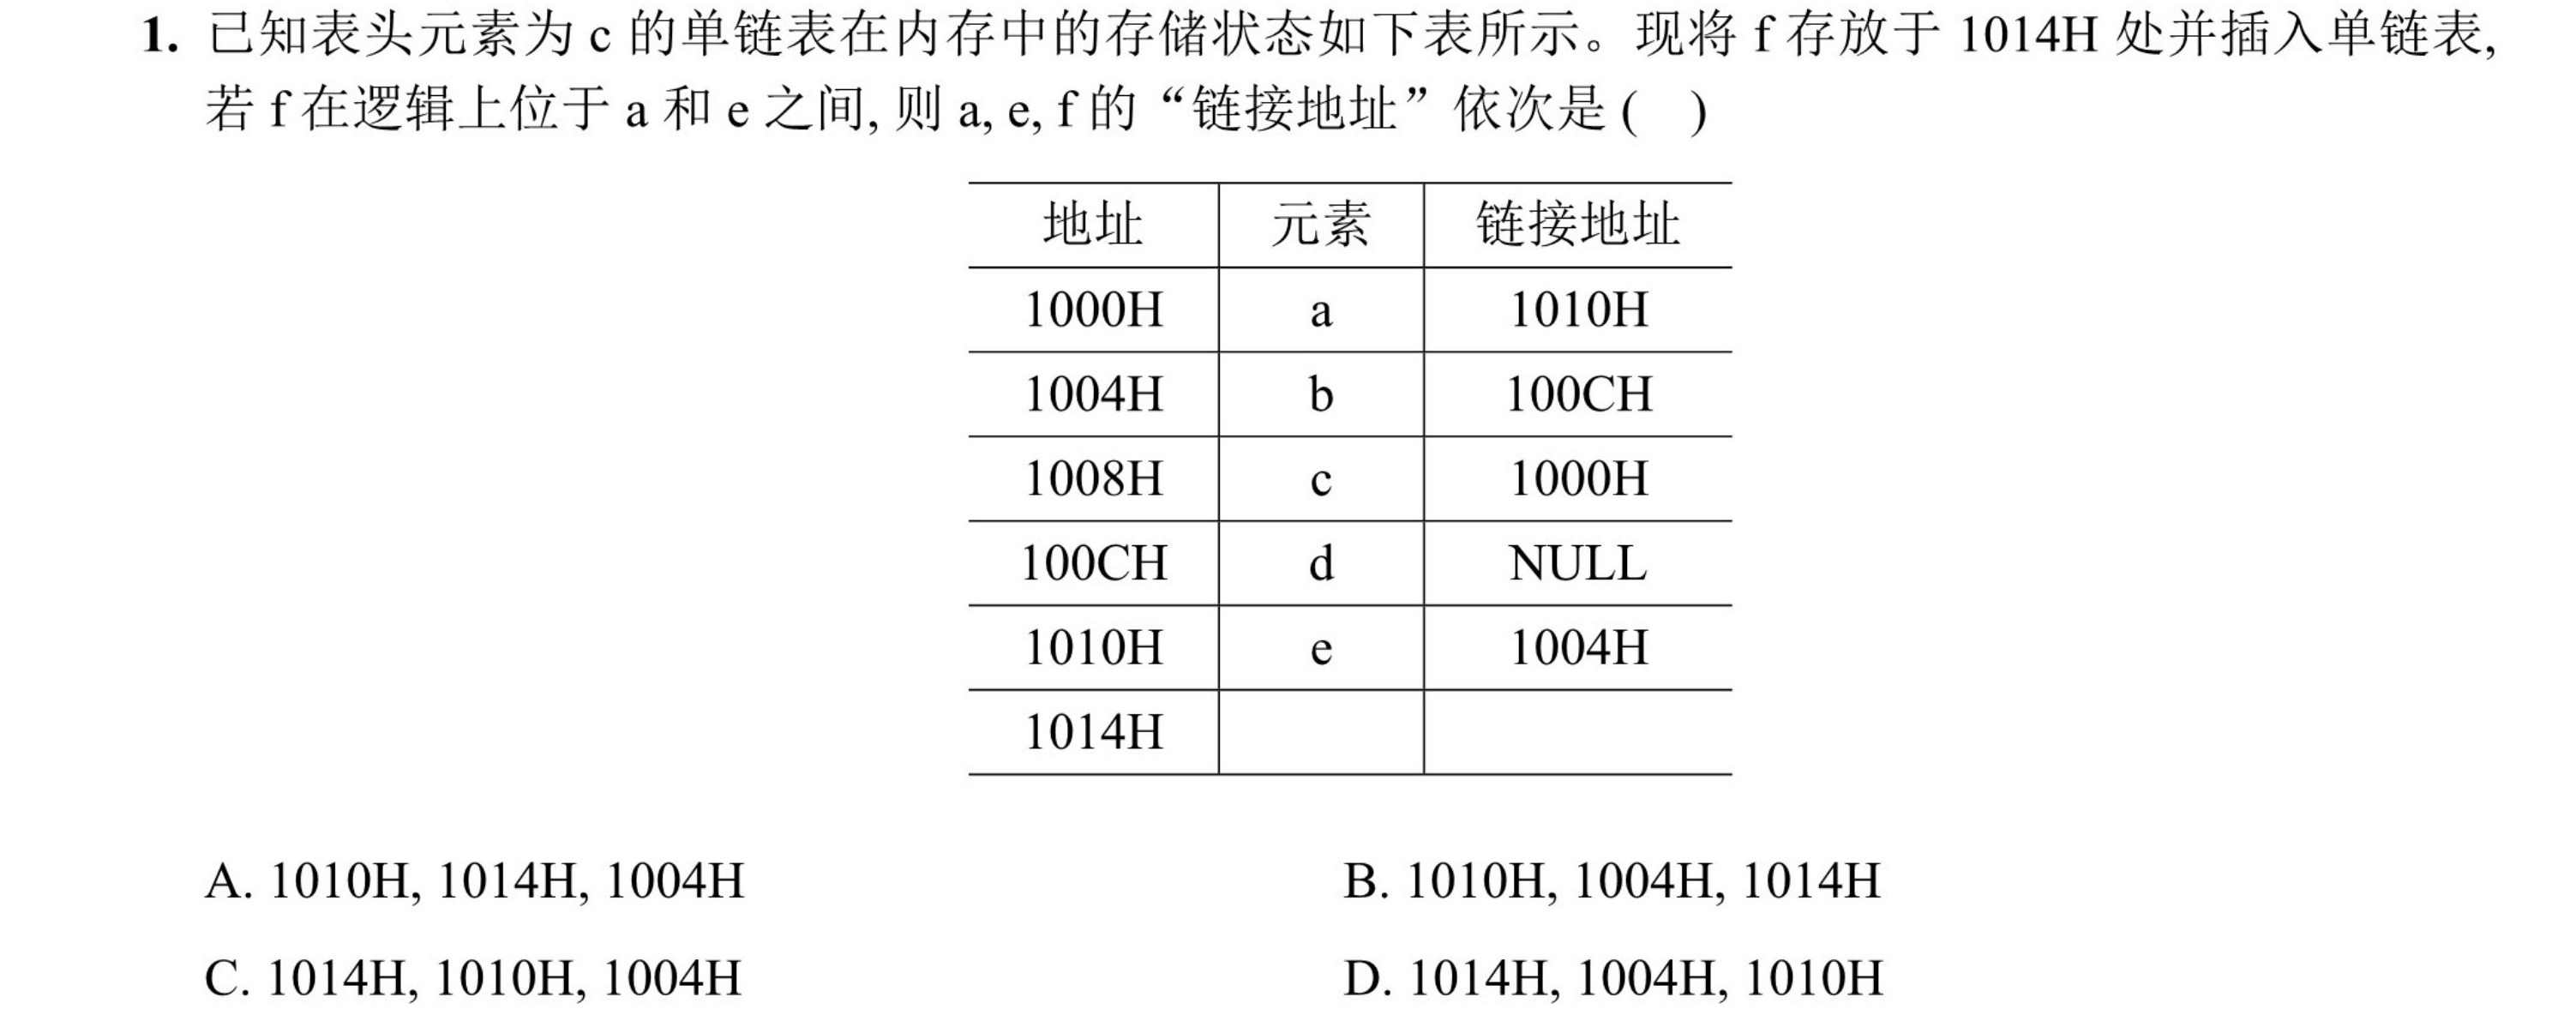 1. 已知表头元素为 c 的单链表在内存中的存储状态如下表所示。现将 f 存放于 1014H 处并插入单链表,
若 f 在逻辑上位于 a 和 e 之间, 则 a, e, f 的“链接地址”依次是 ( )
地址 元素 链接地址
1000H a 1010H
1004H b 100CH
1008H c 1000H
100CH d NULL
1010H e 1004H
1014H
A. 1010H, 1014H, 1004H B. 1010H, 1004H, 1014H
C. 1014H, 1010H, 1004H D. 1014H, 1004H, 1010H